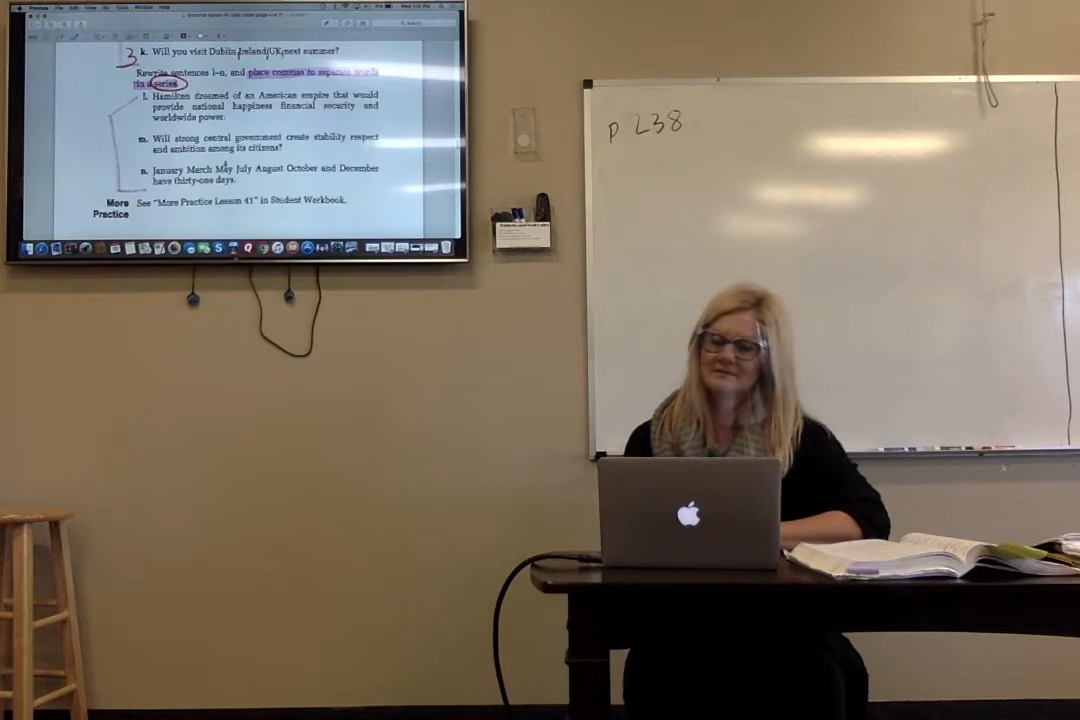 3 k. Will you visit Dublin, Ireland, UK, next summer?
Rewrite sentences l-n, and place commas to separate words
in a series.
l. Hamilton dreamed of an American empire that would
provide national happiness financial security and
worldwide power.
m. Will strong central government create stability respect
and ambition among its citizens?
n. January March May July August October and December
have thirty-one days.
More Practice See "More Practice Lesson 41" in Student Workbook.
p 238